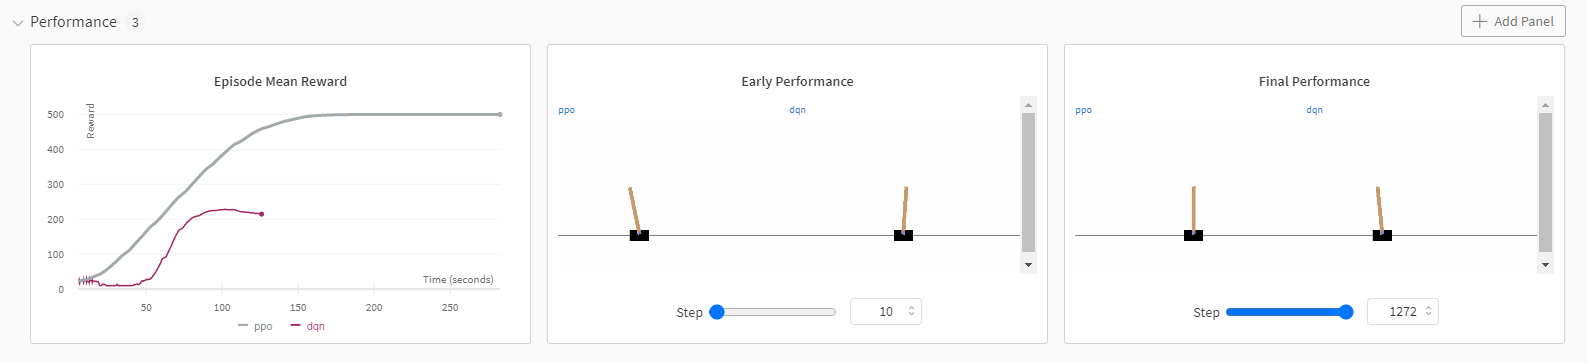 Performance 3
Add Panel
Episode Mean Reward
Reward
500
400
300
200
100
0
Time (seconds)
50 100 150 200 250
ppo dqn
Early Performance
ppo dqn
Step 10
Final Performance
ppo dqn
Step 1272